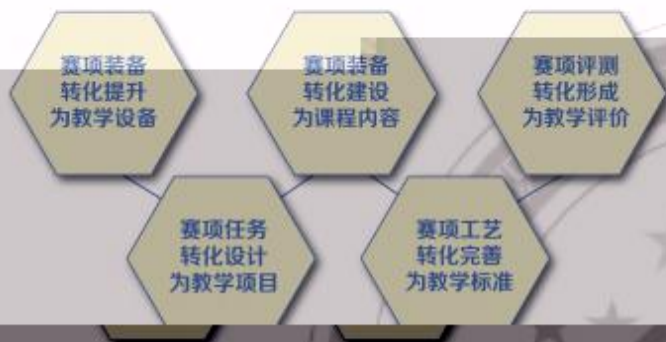 赛项装备
转化提升
为教学设备
赛项装备
转化建设
为课程内容
赛项评测
转化形成
为教学评价
赛项任务
转化设计
为教学项目
赛项工艺
转化完善
为教学标准